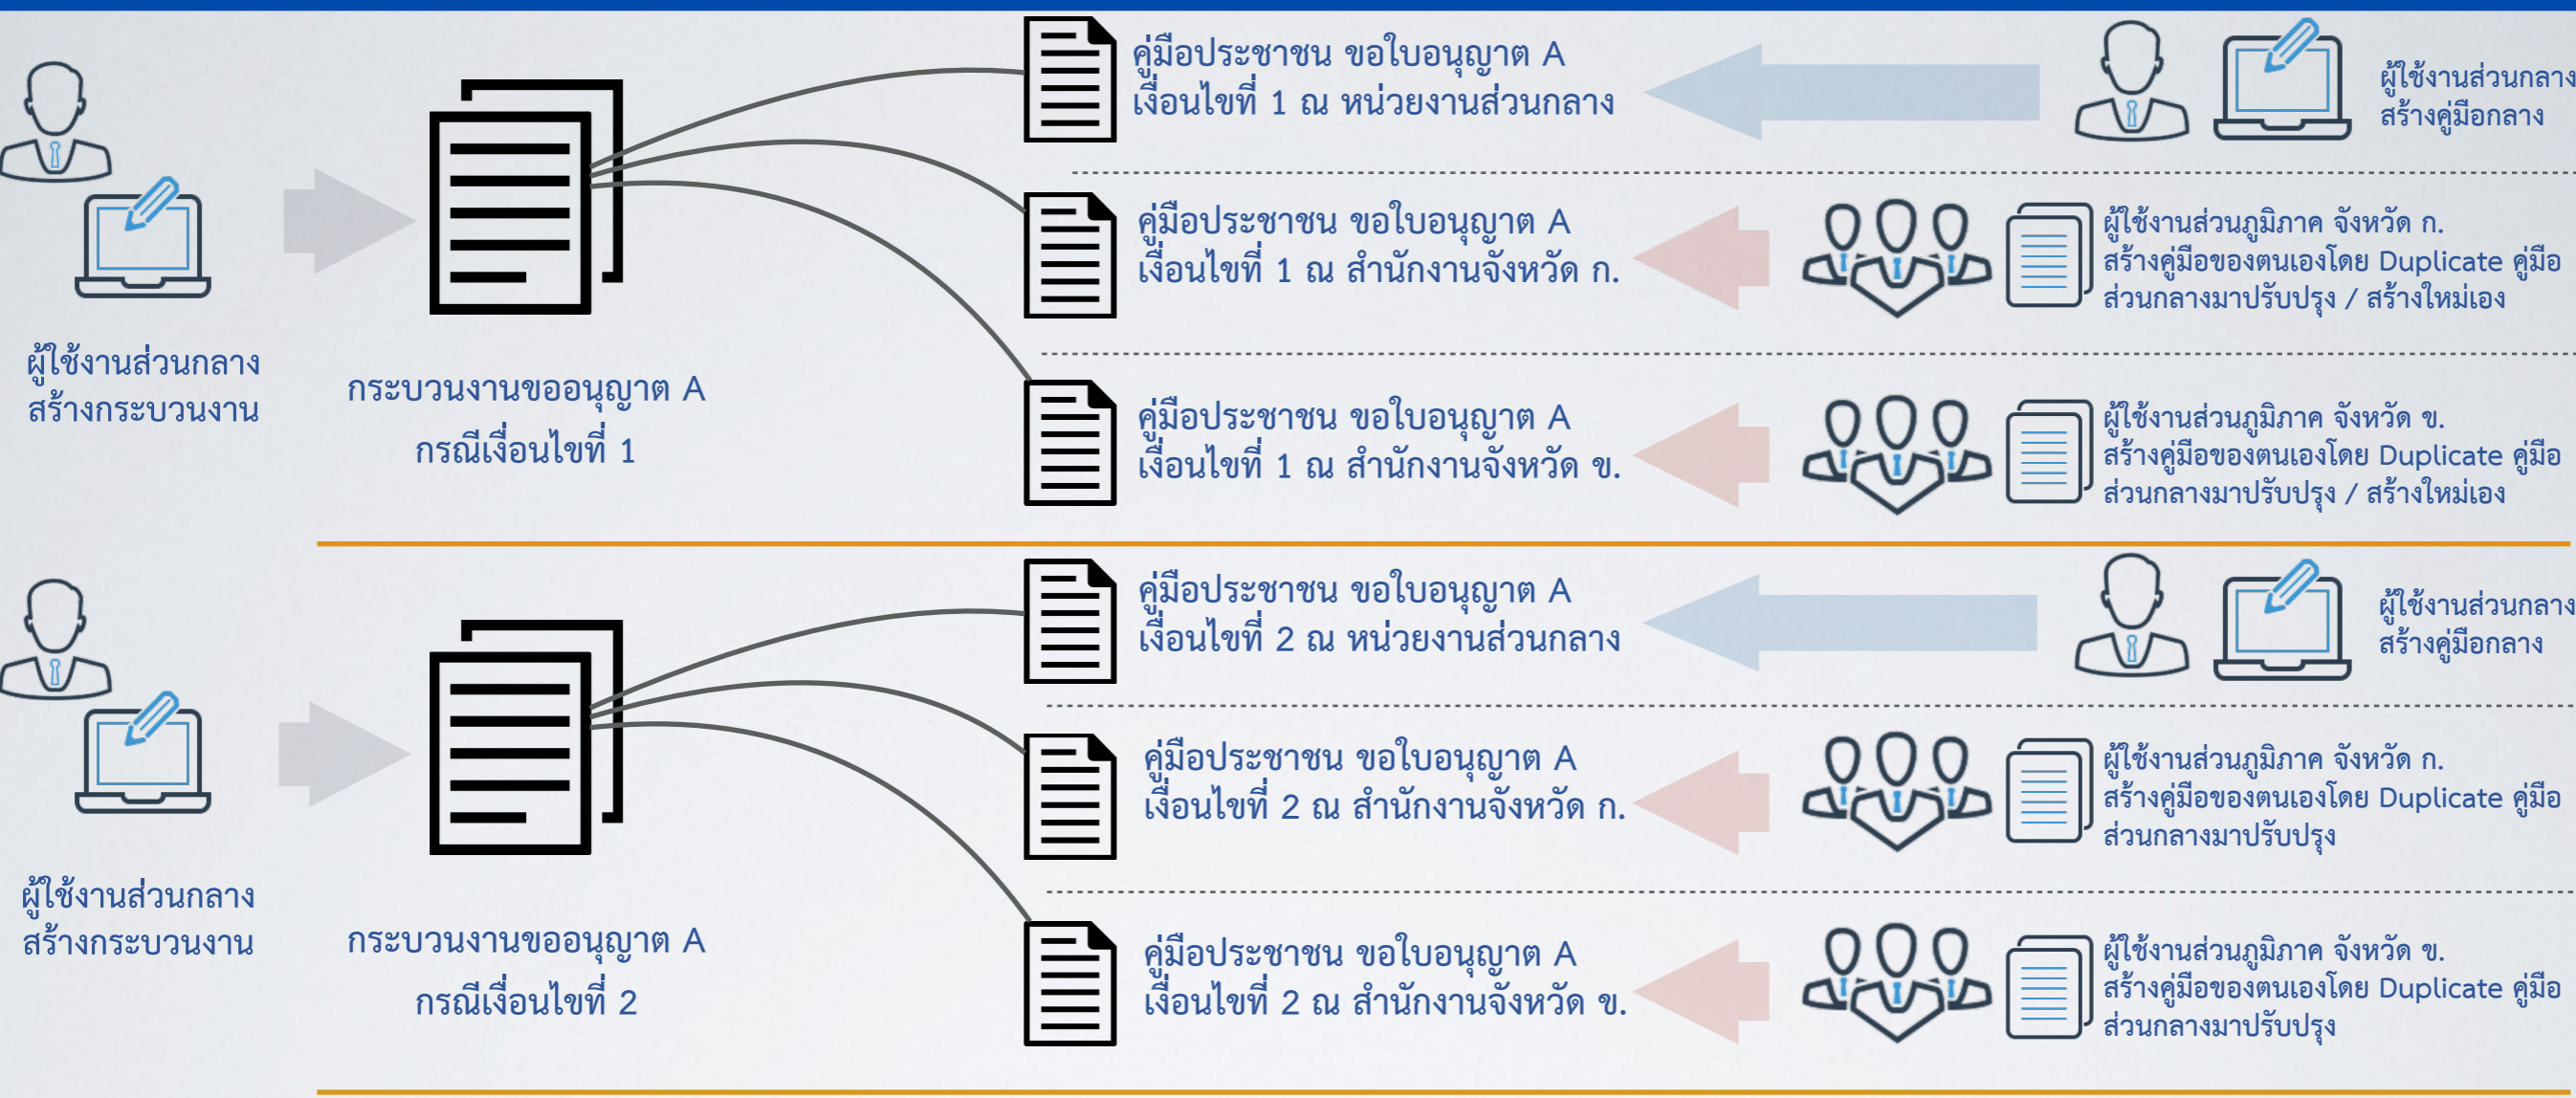 ผู้ใช้งานส่วนกลาง
สร้างกระบวนงาน
กระบวนงานขออนุญาต A
กรณีเงื่อนไขที่ 1
คู่มือประชาชน ขอใบอนุญาต A
เงื่อนไขที่ 1 ณ หน่วยงานส่วนกลาง
ผู้ใช้งานส่วนกลาง
สร้างคู่มือกลาง
คู่มือประชาชน ขอใบอนุญาต A
เงื่อนไขที่ 1 ณ สำนักงานจังหวัด ก.
ผู้ใช้งานส่วนภูมิภาค จังหวัด ก.
สร้างคู่มือของตนเองโดย Duplicate คู่มือ
ส่วนกลางมาปรับปรุง / สร้างใหม่เอง
คู่มือประชาชน ขอใบอนุญาต A
เงื่อนไขที่ 1 ณ สำนักงานจังหวัด ข.
ผู้ใช้งานส่วนภูมิภาค จังหวัด ข.
สร้างคู่มือของตนเองโดย Duplicate คู่มือ
ส่วนกลางมาปรับปรุง / สร้างใหม่เอง
ผู้ใช้งานส่วนกลาง
สร้างกระบวนงาน
กระบวนงานขออนุญาต A
กรณีเงื่อนไขที่ 2
คู่มือประชาชน ขอใบอนุญาต A
เงื่อนไขที่ 2 ณ หน่วยงานส่วนกลาง
ผู้ใช้งานส่วนกลาง
สร้างคู่มือกลาง
คู่มือประชาชน ขอใบอนุญาต A
เงื่อนไขที่ 2 ณ สำนักงานจังหวัด ก.
ผู้ใช้งานส่วนภูมิภาค จังหวัด ก.
สร้างคู่มือของตนเองโดย Duplicate คู่มือ
ส่วนกลางมาปรับปรุง
คู่มือประชาชน ขอใบอนุญาต A
เงื่อนไขที่ 2 ณ สำนักงานจังหวัด ข.
ผู้ใช้งานส่วนภูมิภาค จังหวัด ข.
สร้างคู่มือของตนเองโดย Duplicate คู่มือ
ส่วนกลางมาปรับปรุง